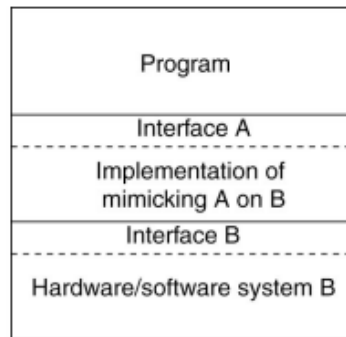 Program
Interface A
Implementation of
mimicking A on B
Interface B
Hardware/software system B